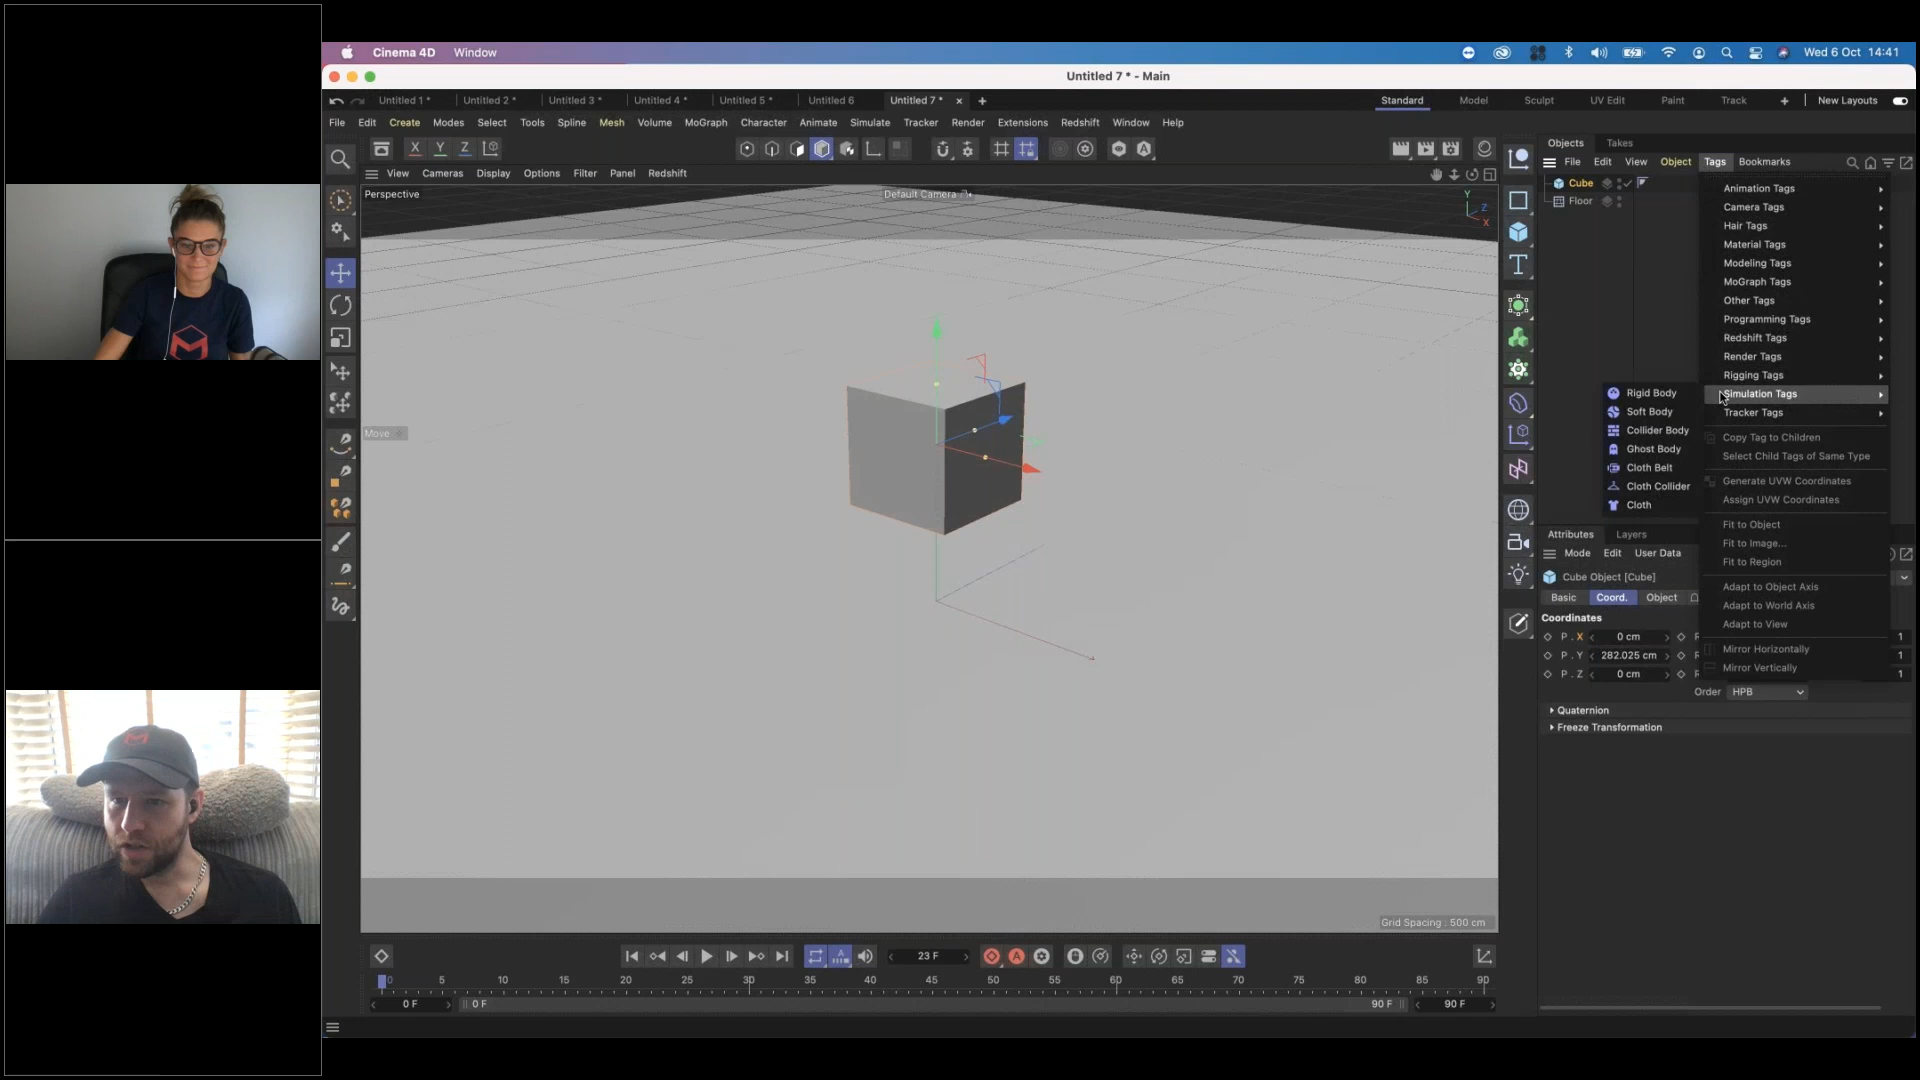 Cinema 4D Window
Wed 6 Oct 14:41
Untitled 7 * - Main
Untitled 1 * Untitled 2 * Untitled 3 * Untitled 4 * Untitled 5 * Untitled 6 Untitled 7 *
Standard Model Sculpt UV Edit Paint Track New Layouts
File Edit Create Modes Select Tools Spline Mesh Volume MoGraph Character Animate Simulate Tracker Render Extensions Redshift Window Help
X Y Z
View Cameras Display Options Filter Panel Redshift
Perspective
Default Camera
Y
Z
X
Move
Grid Spacing : 500 cm
Objects Takes
File Edit View Object Tags Bookmarks
Cube
Floor
Animation Tags
Camera Tags
Hair Tags
Material Tags
Modeling Tags
MoGraph Tags
Other Tags
Programming Tags
Redshift Tags
Render Tags
Rigging Tags
Simulation Tags
Tracker Tags
Copy Tag to Children
Select Child Tags of Same Type
Generate UVW Coordinates
Assign UVW Coordinates
Fit to Object
Fit to Image...
Fit to Region
Adapt to Object Axis
Adapt to World Axis
Adapt to View
Mirror Horizontally
Mirror Vertically
Rigid Body
Soft Body
Collider Body
Ghost Body
Cloth Belt
Cloth Collider
Cloth
Attributes Layers
Mode Edit User Data
Cube Object [Cube]
Basic Coord. Object
Coordinates
P . X 0 cm R 1
P . Y 282.025 cm R 1
P . Z 0 cm R 1
Order HPB
Quaternion
Freeze Transformation
23 F
0 5 10 15 20 25 30 35 40 45 50 55 60 65 70 75 80 85 90
0 F 0 F 90 F 90 F